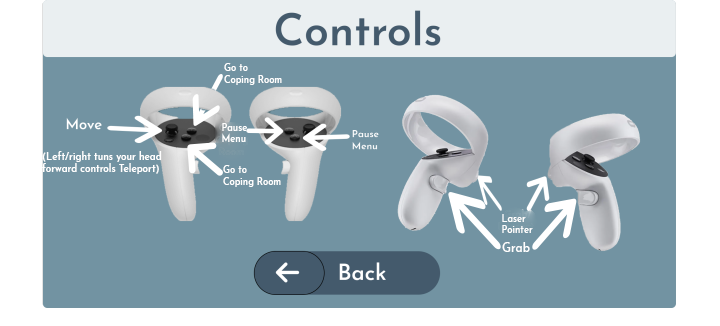 Controls
Go to
Coping Room
Move
Pause
Menu
Pause
Menu
(Left/right tuns your head
forward controls Teleport)
Go to
Coping Room
Laser
Pointer
Grab
Back